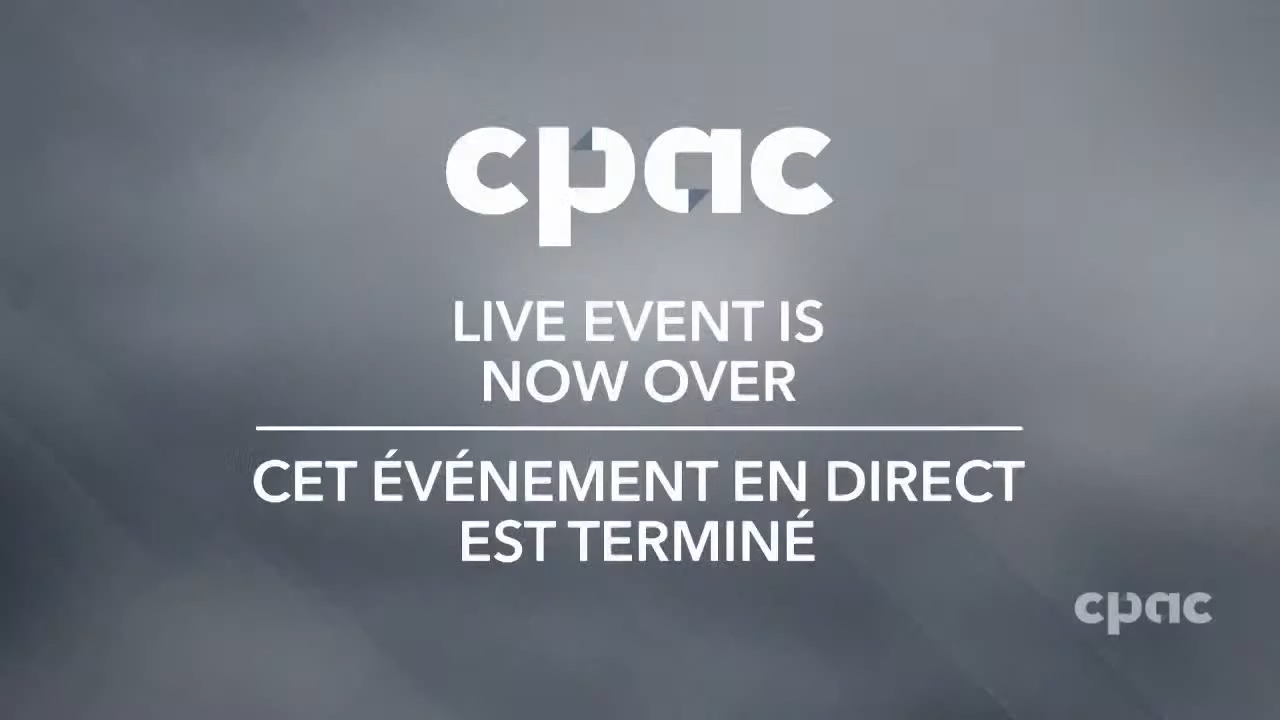 cpac
LIVE EVENT IS
NOW OVER
CET ÉVÉNEMENT EN DIRECT
EST TERMINÉ
cpac